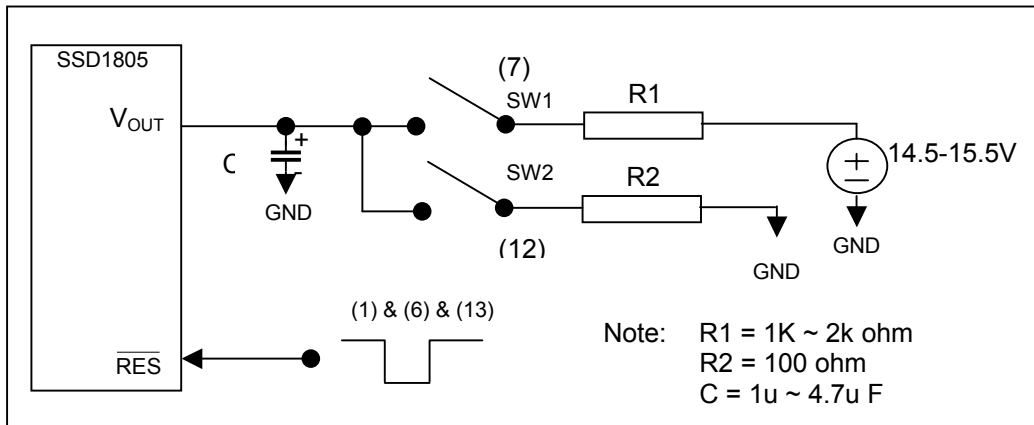 SSD1805
(7)
SW1
R1
VOUT
+
C
-
GND
14.5-15.5V
+
SW2
R2
GND
(12)
GND
(1) & (6) & (13)
RES
Note: R1 = 1K ~ 2k ohm
R2 = 100 ohm
C = 1u ~ 4.7u F